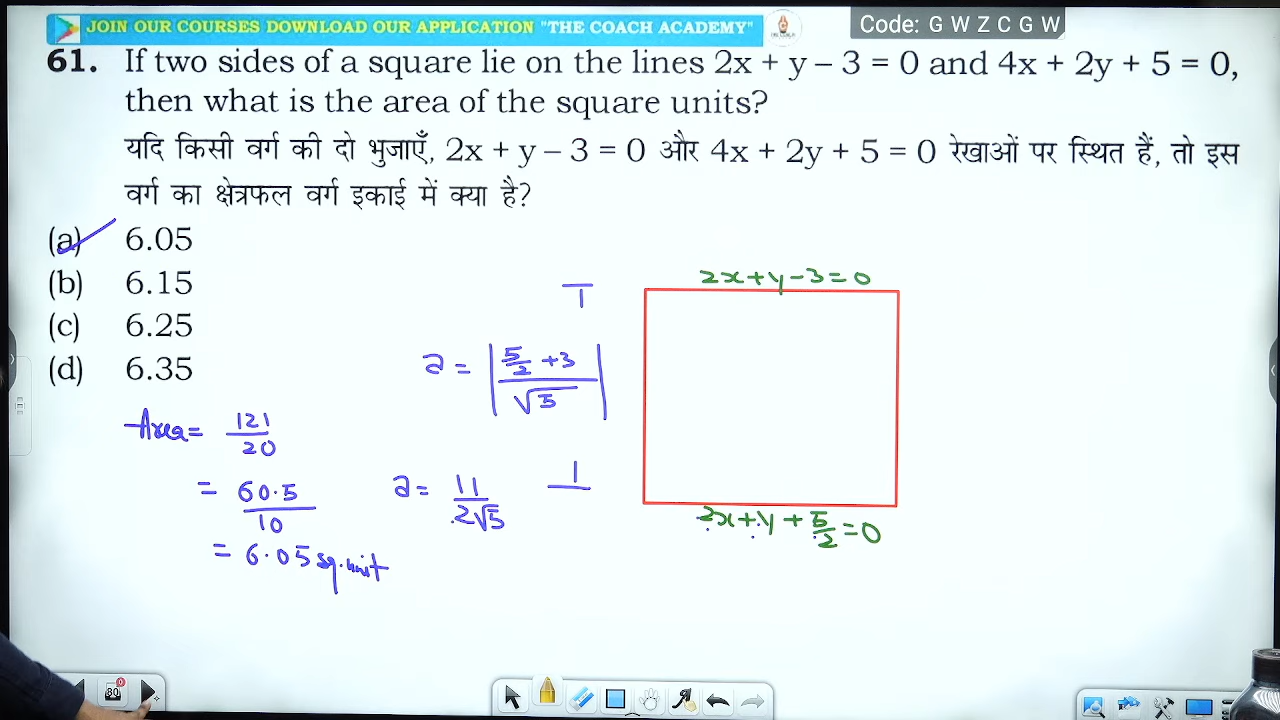 JOIN OUR COURSES DOWNLOAD OUR APPLICATION "THE COACH ACADEMY"
Code: G W Z C G W
61. If two sides of a square lie on the lines 2x + y – 3 = 0 and 4x + 2y + 5 = 0,
then what is the area of the square units?
यदि किसी वर्ग की दो भुजाएँ, 2x + y – 3 = 0 और 4x + 2y + 5 = 0 रेखाओं पर स्थित हैं, तो इस
वर्ग का क्षेत्रफल वर्ग इकाई में क्या है?
(a) 6.05
(b) 6.15
(c) 6.25
(d) 6.35
2x+y-3=0
a = |(5/2 +3)/√5|
a = 11/2√5
Area = 121/20
= 60.5/10
= 6.05 sq. unit
2x+y+5/2=0
80